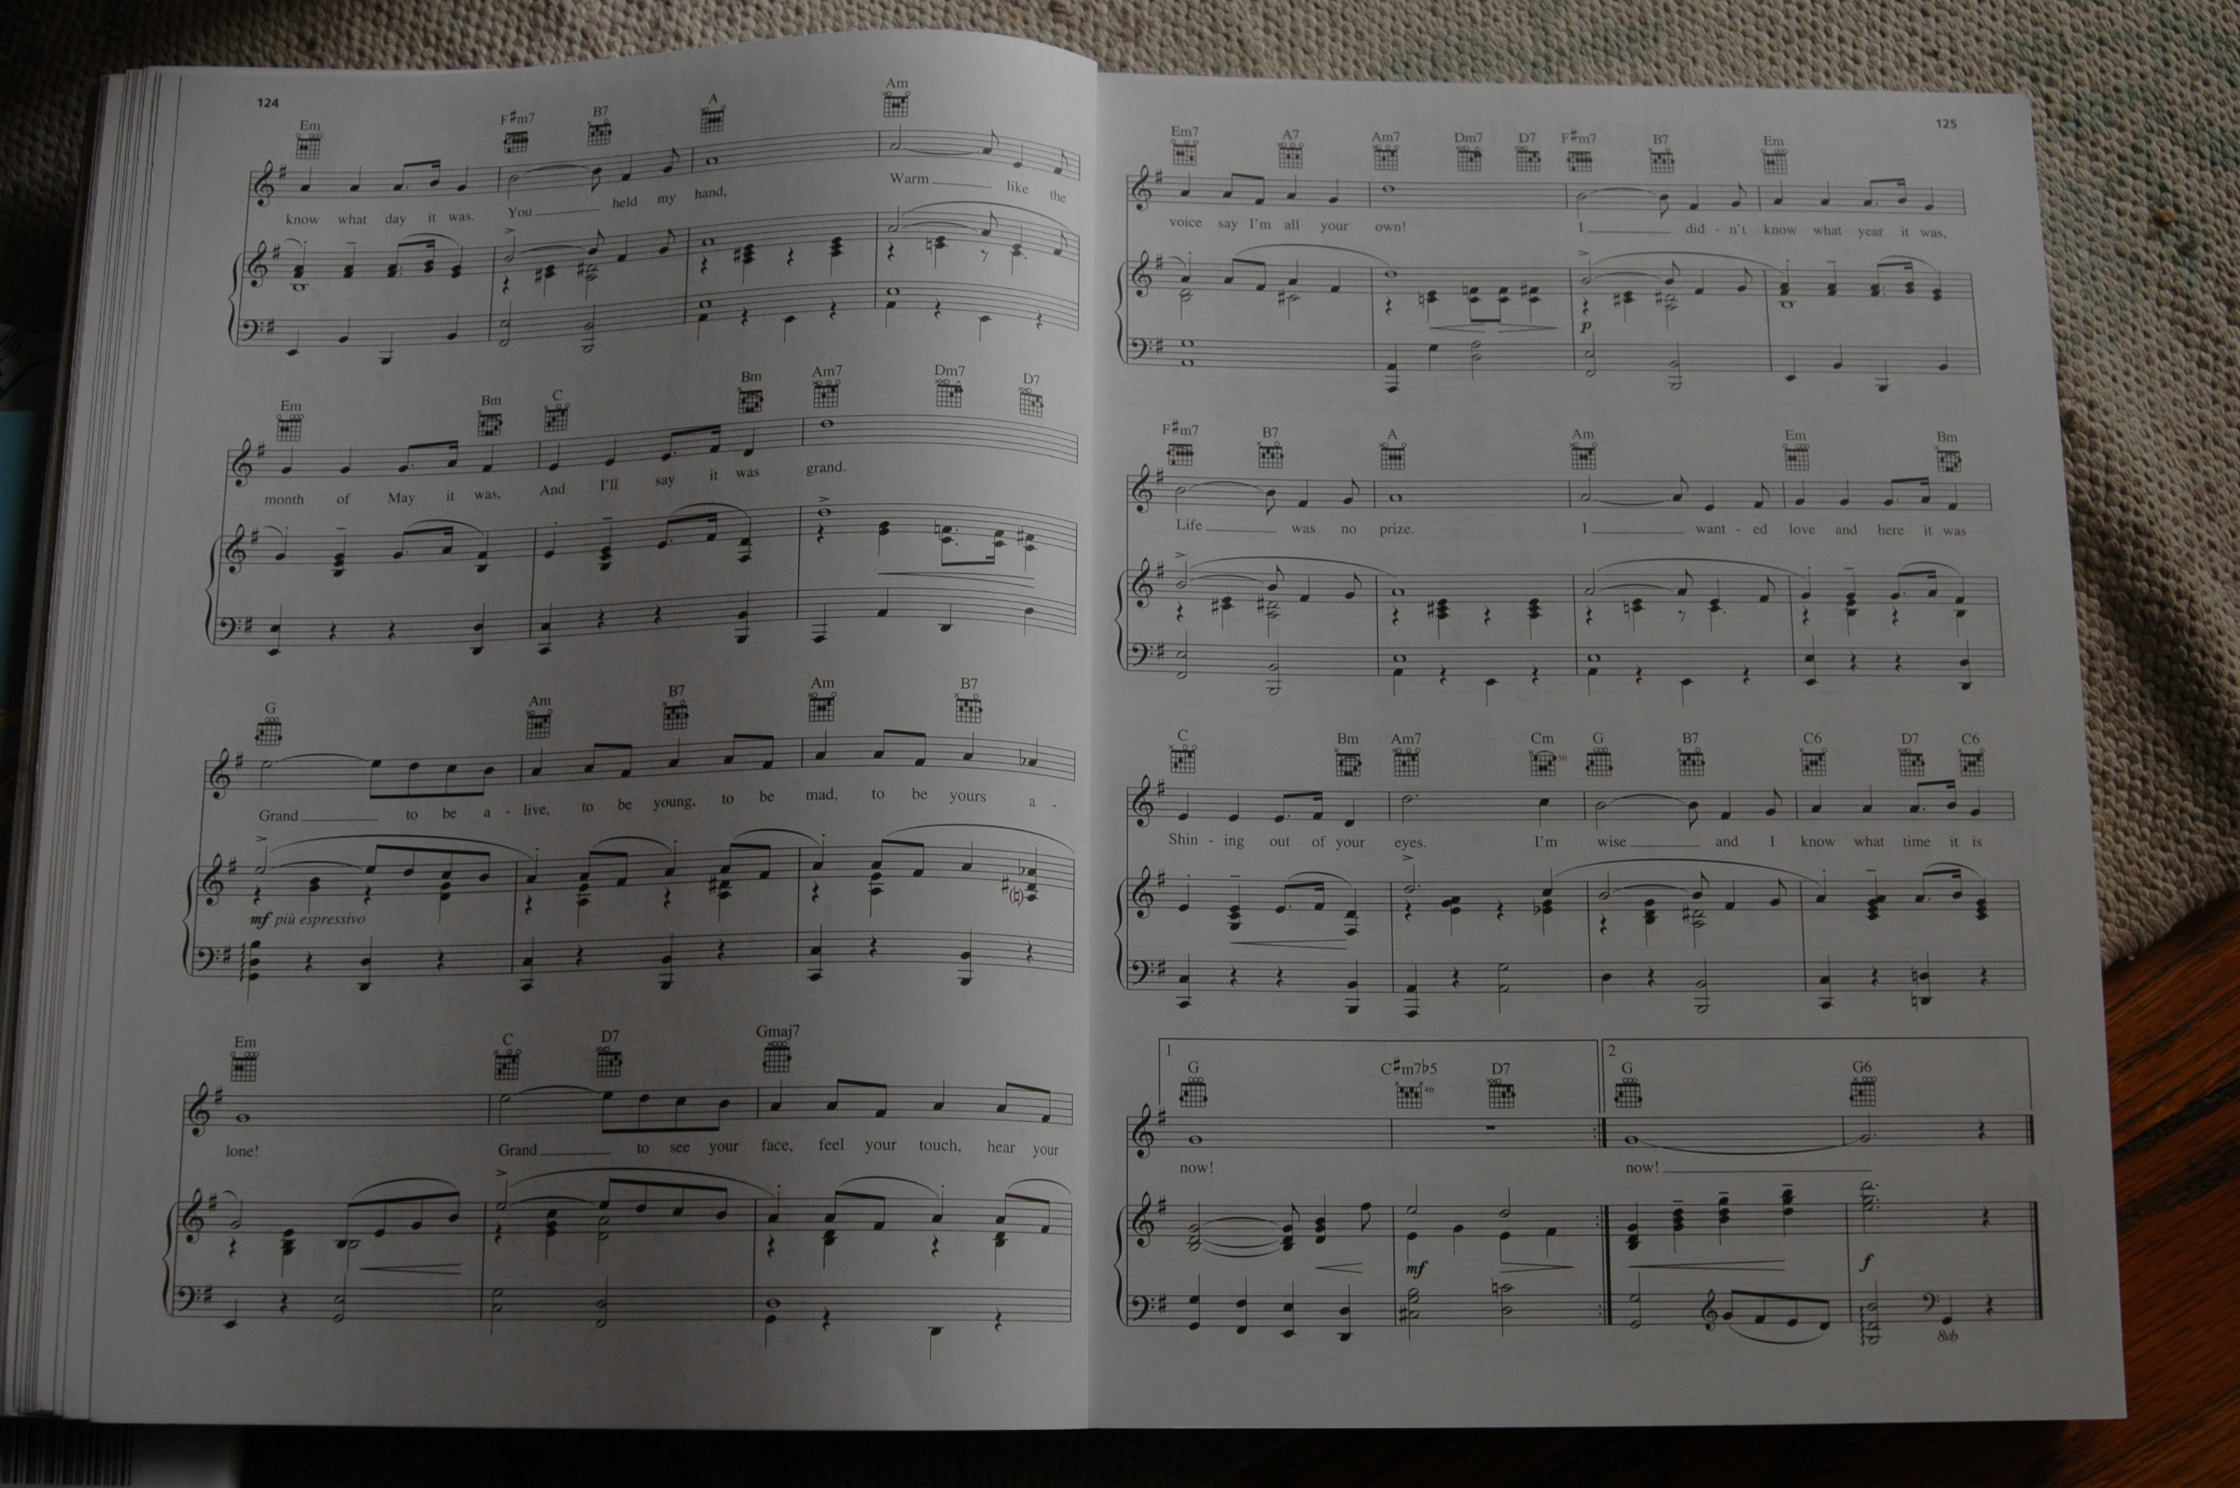 124
Em F♯m7 B7 A Am
know what day it was. You held my hand, Warm like the
Em Bm C Bm Am7 Dm7 D7
month of May it was, And I'll say it was grand.
G Am B7 Am B7
Grand to be a - live, to be young, to be mad, to be yours a -
mf più espressivo
Em C D7 Gmaj7
lone! Grand to see your face, feel your touch, hear your
125
Em7 A7 Am7 Dm7 D7 F♯m7 B7 Em
voice say I'm all your own! I did - n't know what year it was,
p
F♯m7 B7 A Am Em Bm
Life was no prize. I want - ed love and here it was
C Bm Am7 Cm G B7 C6 D7 C6
Shin - ing out of your eyes. I'm wise and I know what time it is
1 2
G C♯m7♭5 D7 G G6
now! now!
mf f
8vb